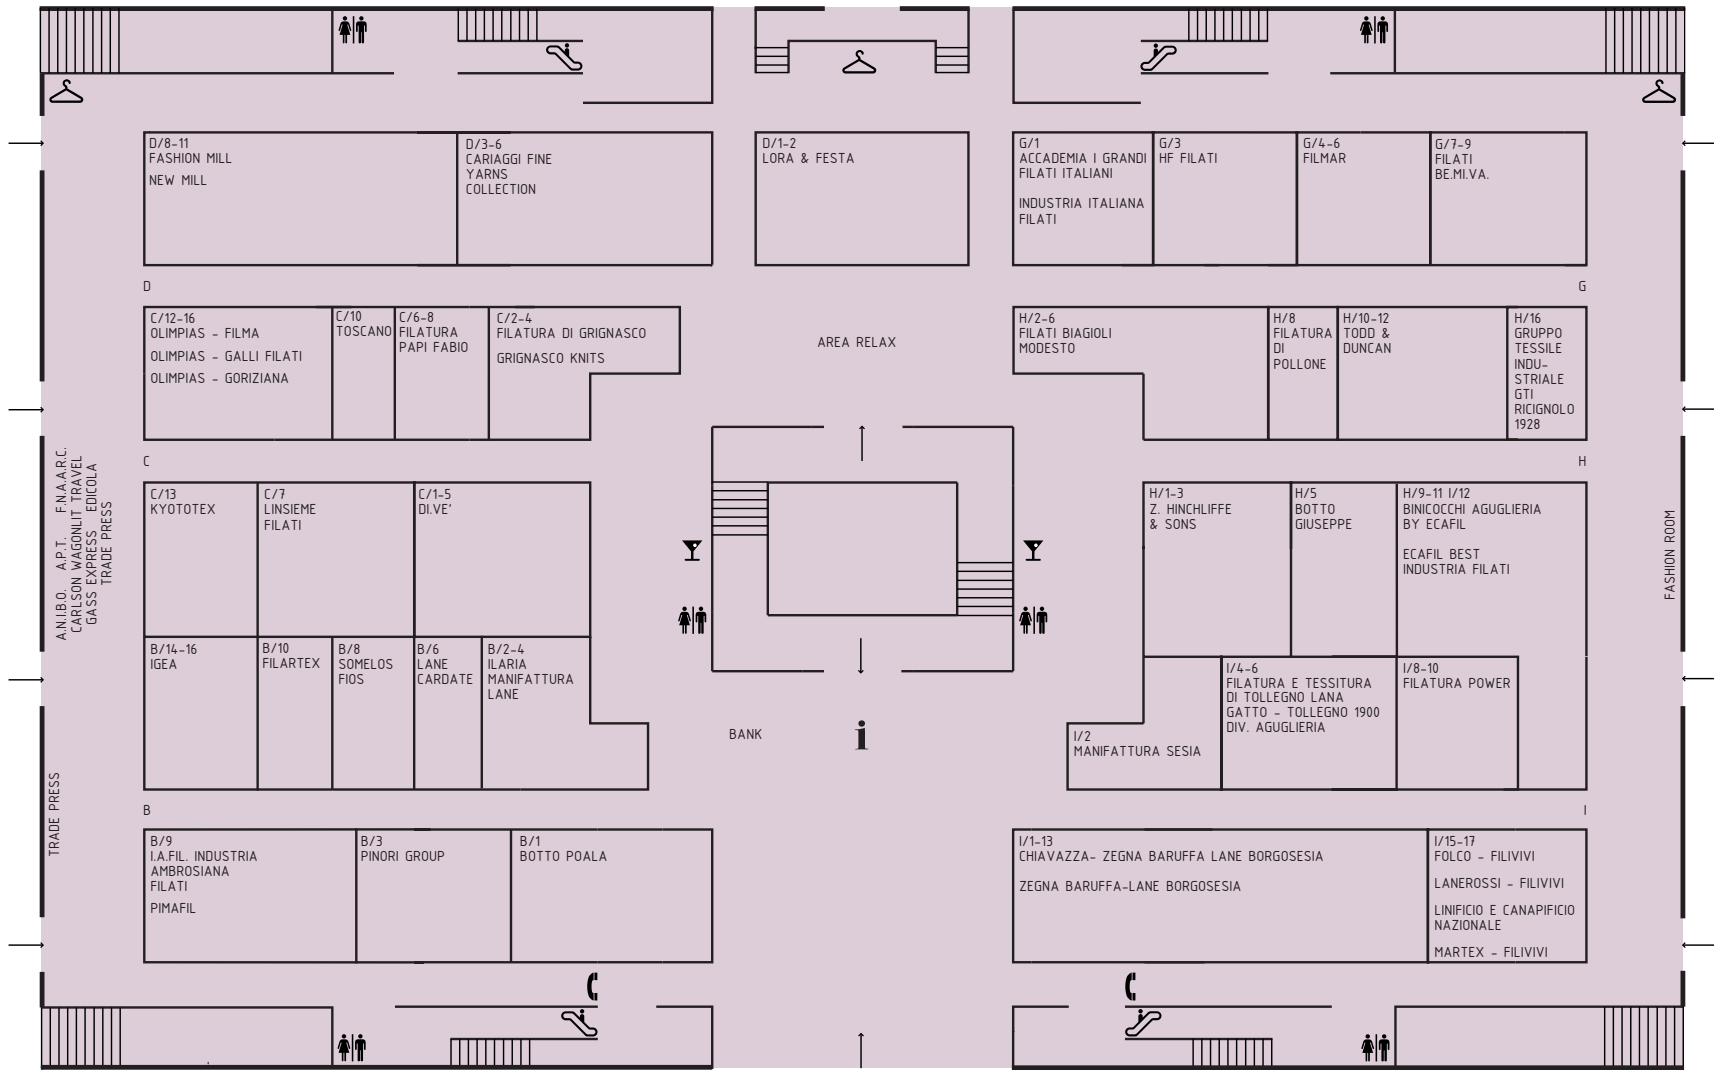 D/8-11
FASHION MILL
NEW MILL
D/3-6
CARIAGGI FINE
YARNS
COLLECTION
D/1-2
LORA & FESTA
G/1
ACCADEMIA I GRANDI
FILATI ITALIANI
INDUSTRIA ITALIANA
FILATI
G/3
HF FILATI
G/4-6
FILMAR
G/7-9
FILATI
BE.MI.VA.
D
G
C/12-16
OLIMPIAS - FILMA
OLIMPIAS - GALLI FILATI
OLIMPIAS - GORIZIANA
C/10
TOSCANO
C/6-8
FILATURA
PAPI FABIO
C/2-4
FILATURA DI GRIGNASCO
GRIGNASCO KNITS
AREA RELAX
H/2-6
FILATI BIAGIOLI
MODESTO
H/8
FILATURA
DI
POLLONE
H/10-12
TODD &
DUNCAN
H/16
GRUPPO
TESSILE
INDU-
STRIALE
GTI
RICIGNOLO
1928
C
H
A.N.I.B.O. A.P.T. F.N.A.A.R.C.
CARLSON WAGONLIT TRAVEL
GASS EXPRESS EDICOLA
TRADE PRESS
C/13
KYOTOTEX
C/7
LINSIEME
FILATI
C/1-5
DI.VE'
H/1-3
Z. HINCHLIFFE
& SONS
H/5
BOTTO
GIUSEPPE
H/9-11 I/12
BINICOCCHI AGUGLIERIA
BY ECAFIL
ECAFIL BEST
INDUSTRIA FILATI
FASHION ROOM
B/14-16
IGEA
B/10
FILARTEX
B/8
SOMELOS
FIOS
B/6
LANE
CARDATE
B/2-4
ILARIA
MANIFATTURA
LANE
BANK
i
I/2
MANIFATTURA SESIA
I/4-6
FILATURA E TESSITURA
DI TOLLEGNO LANA
GATTO - TOLLEGNO 1900
DIV. AGUGLIERIA
I/8-10
FILATURA POWER
TRADE PRESS
B
I
B/9
I.A.FIL. INDUSTRIA
AMBROSIANA
FILATI
PIMAFIL
B/3
PINORI GROUP
B/1
BOTTO POALA
I/1-13
CHIAVAZZA- ZEGNA BARUFFA LANE BORGOSESIA
ZEGNA BARUFFA-LANE BORGOSESIA
I/15-17
FOLCO - FILIVIVI
LANEROSSI - FILIVIVI
LINIFICIO E CANAPIFICIO
NAZIONALE
MARTEX - FILIVIVI